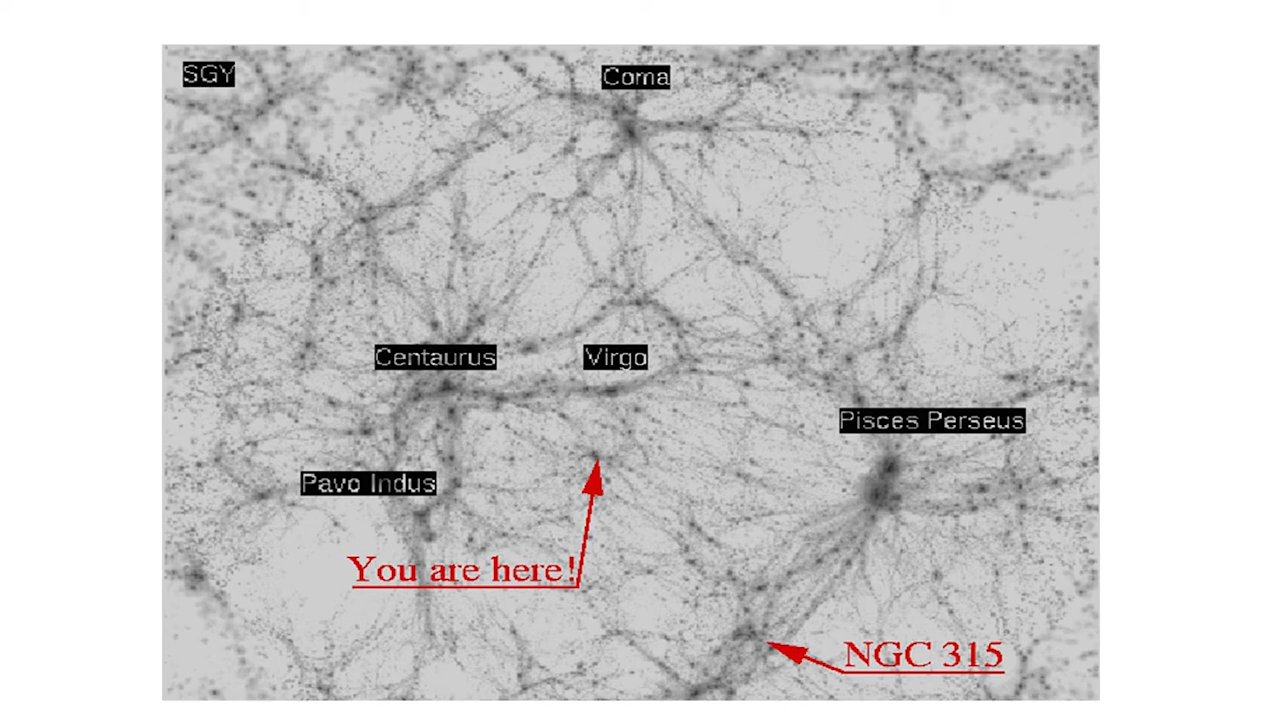 SGY
Coma
Centaurus
Virgo
Pisces Perseus
Pavo Indus
You are here!
NGC 315